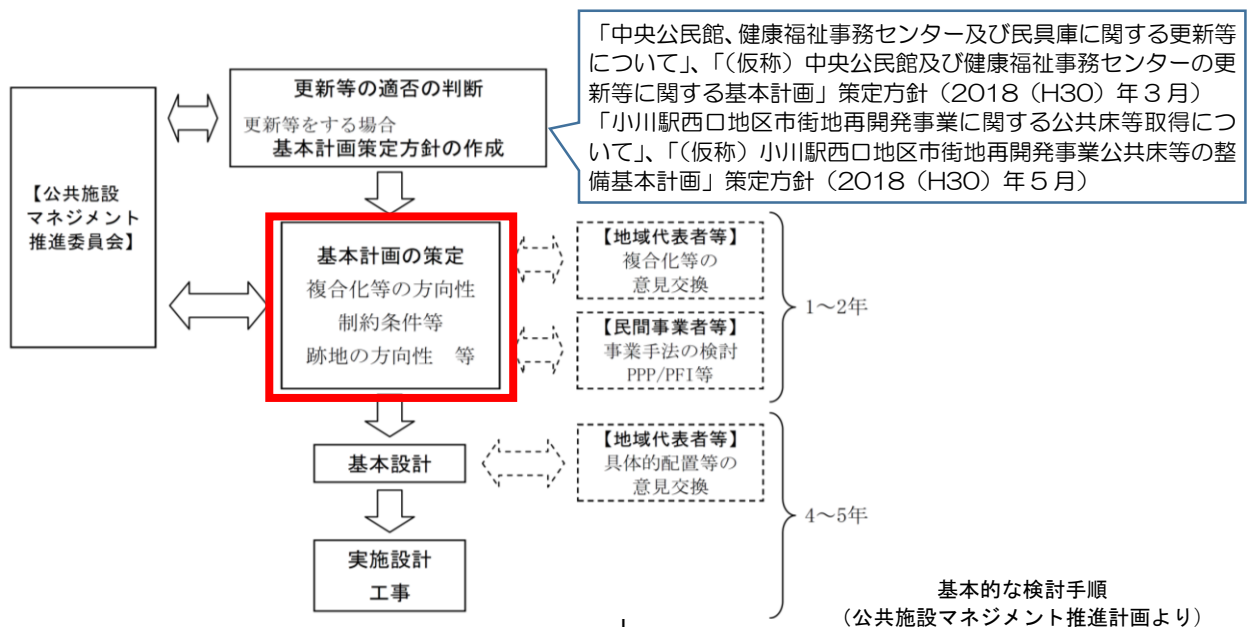 「中央公民館、健康福祉事務センター及び民具庫に関する更新等
について」、「(仮称)中央公民館及び健康福祉事務センターの更
新等に関する基本計画」策定方針(2018(H30)年3月)
「小川駅西口地区市街地再開発事業に関する公共床等取得につ
いて」、「(仮称)小川駅西口地区市街地再開発事業公共床等の整
備基本計画」策定方針(2018(H30)年5月)
更新等の適否の判断
更新等をする場合
基本計画策定方針の作成
【公共施設
マネジメント
推進委員会】
基本計画の策定
複合化等の方向性
制約条件等
跡地の方向性 等
【地域代表者等】
複合化等の
意見交換
【民間事業者等】
事業手法の検討
PPP/PFI等
1~2年
基本設計
【地域代表者等】
具体的配置等の
意見交換
4~5年
実施設計
工事
基本的な検討手順
(公共施設マネジメント推進計画より)